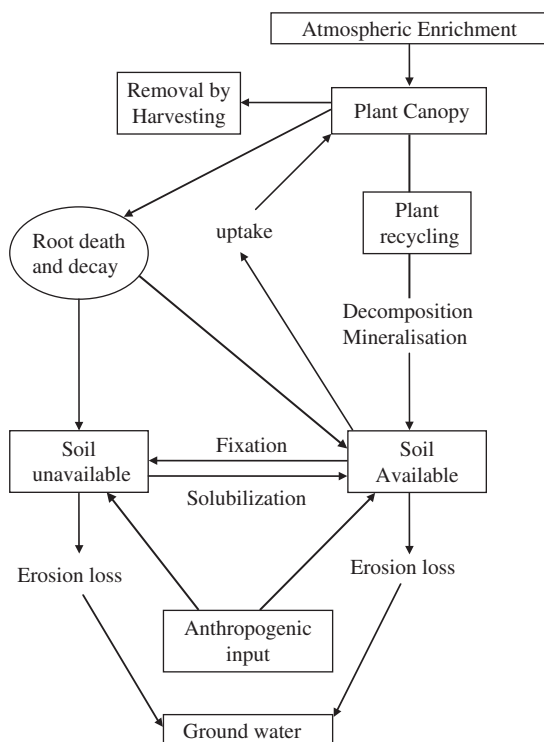 Atmospheric Enrichment
Removal by
Harvesting
Plant Canopy
Root death
and decay
uptake
Plant
recycling
Decomposition
Mineralisation
Soil
unavailable
Fixation
Solubilization
Soil
Available
Erosion loss
Erosion loss
Anthropogenic
input
Ground water